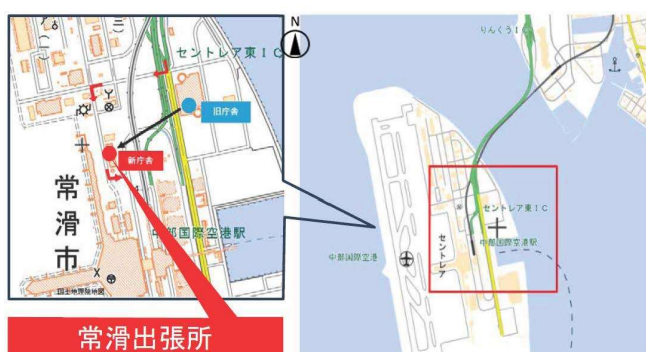 (一)
セントレア東IC
旧庁舎
新庁舎
常滑市
中部国際空港駅
国土地理院地図
常滑出張所
N
りんくうIC
セントレア東IC
中部国際空港駅
セントレア
中部国際空港